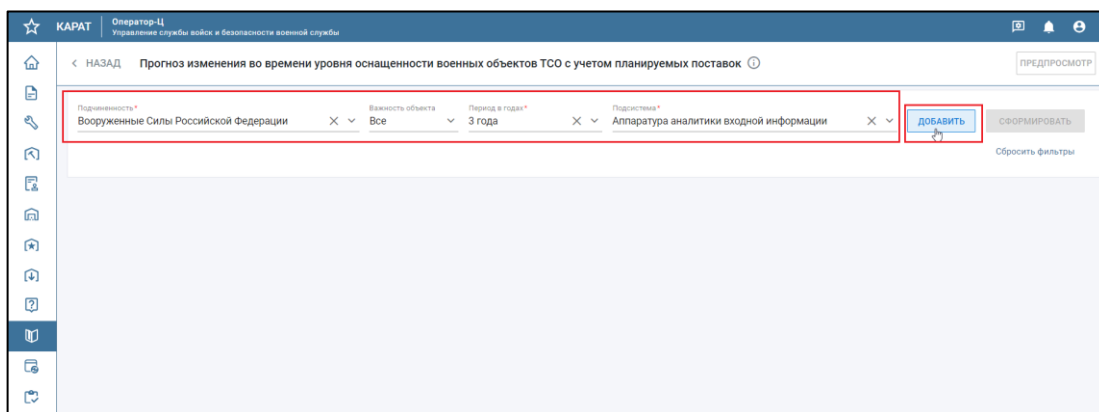 КАРАТ
Оператор-Ц
Управление службы войск и безопасности военной службы
НАЗАД
Прогноз изменения во времени уровня оснащенности военных объектов ТСО с учетом планируемых поставок
ПРЕДПРОСМОТР
Подчиненность*
Важность объекта
Период в годах*
Подсистема*
Вооруженные Силы Российской Федерации
Все
3 года
Аппаратура аналитики входной информации
ДОБАВИТЬ
СФОРМИРОВАТЬ
Сбросить фильтры